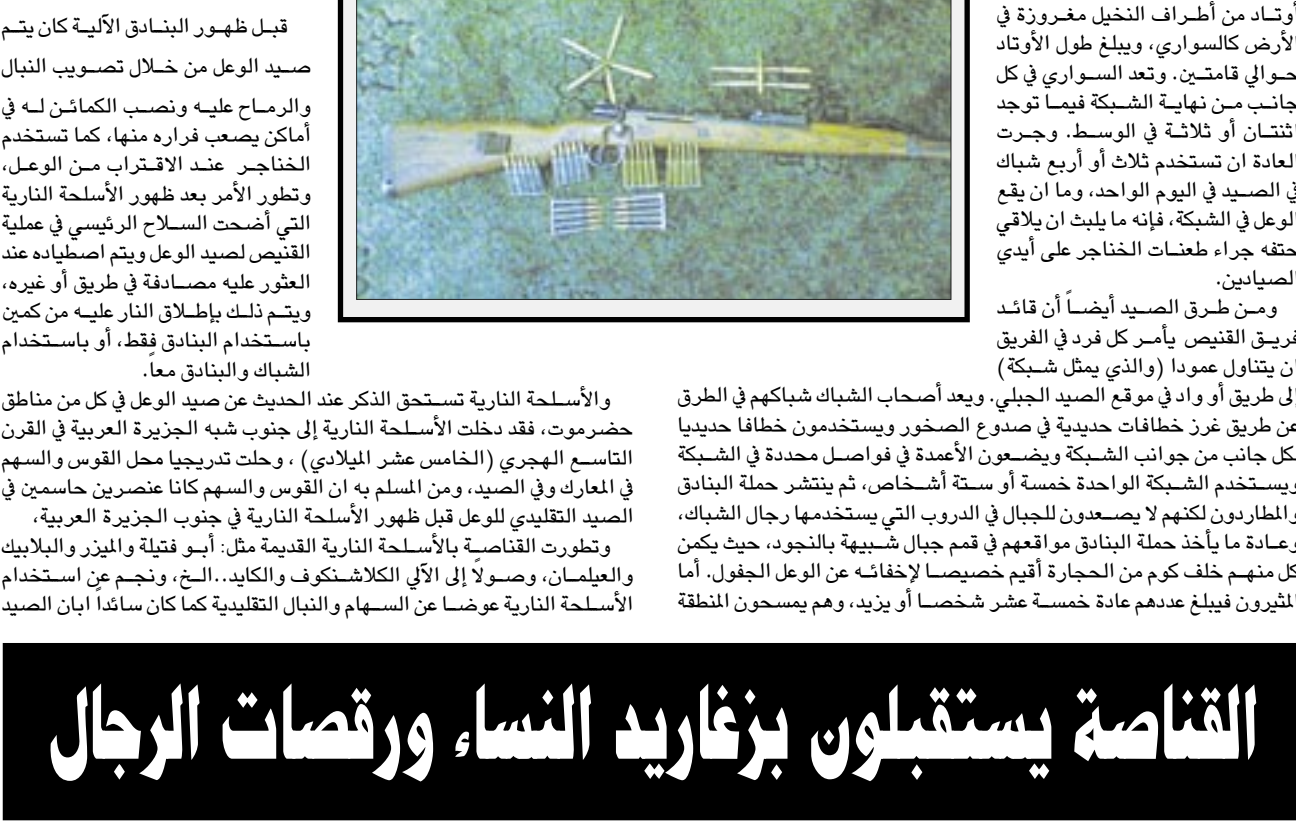 أوتاد من أطراف النخيل مغروزة في
الأرض كالسواري، ويبلغ طول الأوتاد
حوالي قامتين. وتعد السواري في كل
جانب من نهاية الشبكة فيما توجد
اثنتان أو ثلاثة في الوسط. وجرت
العادة ان تستخدم ثلاث أو أربع شباك
في الصيد في اليوم الواحد، وما ان يقع
الوعل في الشبكة، فإنه ما يلبث ان يلاقي
حتفه جراء طعنات الخناجر على أيدي
الصيادين.
ومن طرق الصيد أيضاً أن قائد
فريق القنيص يأمر كل فرد في الفريق
ان يتناول عمودا (والذي يمثل شبكة)
إلى طريق أو واد في موقع الصيد الجبلي. ويعد أصحاب الشباك شباكهم في الطرق
عن طريق غرز خطافات حديدية في صدوع الصخور ويستخدمون خطافا حديديا
لكل جانب من جوانب الشبكة ويضعون الأعمدة في فواصل محددة في الشبكة
ويستخدم الشبكة الواحدة خمسة أو ستة أشخاص، ثم ينتشر حملة البنادق
والمطاردون لكنهم لا يصعدون للجبال في الدروب التي يستخدمها رجال الشباك،
وعادة ما يأخذ حملة البنادق مواقعهم في قمم جبال شبيهة بالنجود، حيث يكمن
كل منهم خلف كوم من الحجارة أقيم خصيصا لإخفائه عن الوعل الجفول. أما
المثيرون فيبلغ عددهم عادة خمسة عشر شخصا أو يزيد، وهم يمسحون المنطقة
قبل ظهور البنادق الآلية كان يتم
صيد الوعل من خلال تصويب النبال
والرماح عليه ونصب الكمائن له في
أماكن يصعب فراره منها، كما تستخدم
الخناجر عند الاقتراب من الوعل،
وتطور الأمر بعد ظهور الأسلحة النارية
التي أضحت السلاح الرئيسي في عملية
القنيص لصيد الوعل ويتم اصطياده عند
العثور عليه مصادفة في طريق أو غيره،
ويتم ذلك بإطلاق النار عليه من كمين
باستخدام البنادق فقط، أو باستخدام
الشباك والبنادق معاً.
والأسلحة النارية تستحق الذكر عند الحديث عن صيد الوعل في كل من مناطق
حضرموت، فقد دخلت الأسلحة النارية إلى جنوب شبه الجزيرة العربية في القرن
التاسع الهجري (الخامس عشر الميلادي) ، وحلت تدريجيا محل القوس والسهم
في المعارك وفي الصيد، ومن المسلم به ان القوس والسهم كانا عنصرين حاسمين في
الصيد التقليدي للوعل قبل ظهور الأسلحة النارية في جنوب الجزيرة العربية،
وتطورت القناصة بالأسلحة النارية القديمة مثل: أبو فتيلة والميزر والبلابيك
والعيلمان، وصولاً إلى الآلي الكلاشنكوف والكايد..الخ، ونجم عن استخدام
الأسلحة النارية عوضا عن السهام والنبال التقليدية كما كان سائداً ابان الصيد
القناصة يستقبلون بزغاريد النساء ورقصات الرجال